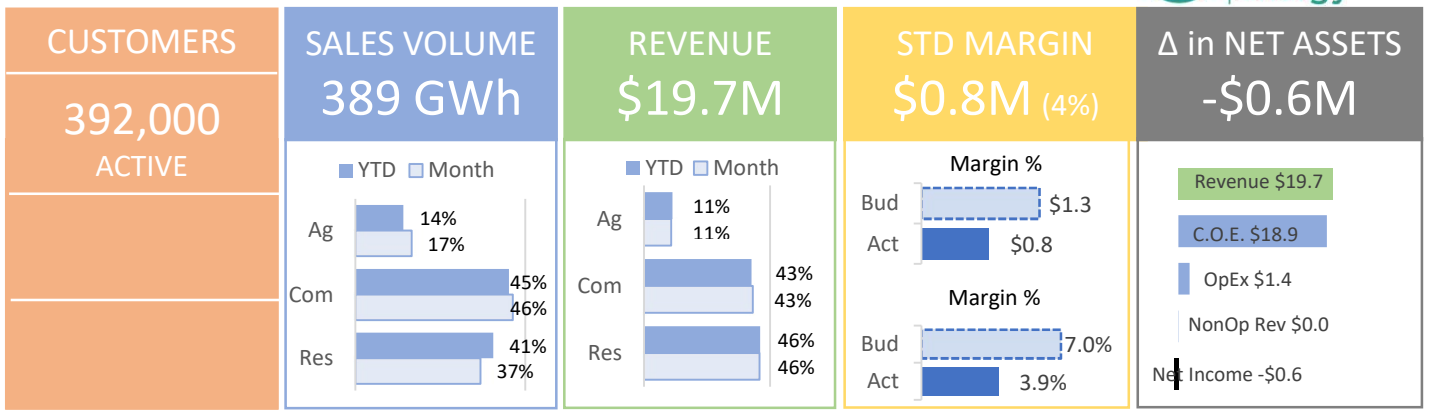 CUSTOMERS
392,000
ACTIVE
SALES VOLUME
389 GWh
YTD Month
Ag
14%
17%
Com
45%
46%
Res
41%
37%
REVENUE
$19.7M
YTD Month
Ag
11%
11%
Com
43%
43%
Res
46%
46%
STD MARGIN
$0.8M (4%)
Margin %
Bud
$1.3
Act
$0.8
Margin %
Bud
7.0%
Act
3.9%
Δ in NET ASSETS
-$0.6M
Revenue $19.7
C.O.E. $18.9
OpEx $1.4
NonOp Rev $0.0
Net Income -$0.6